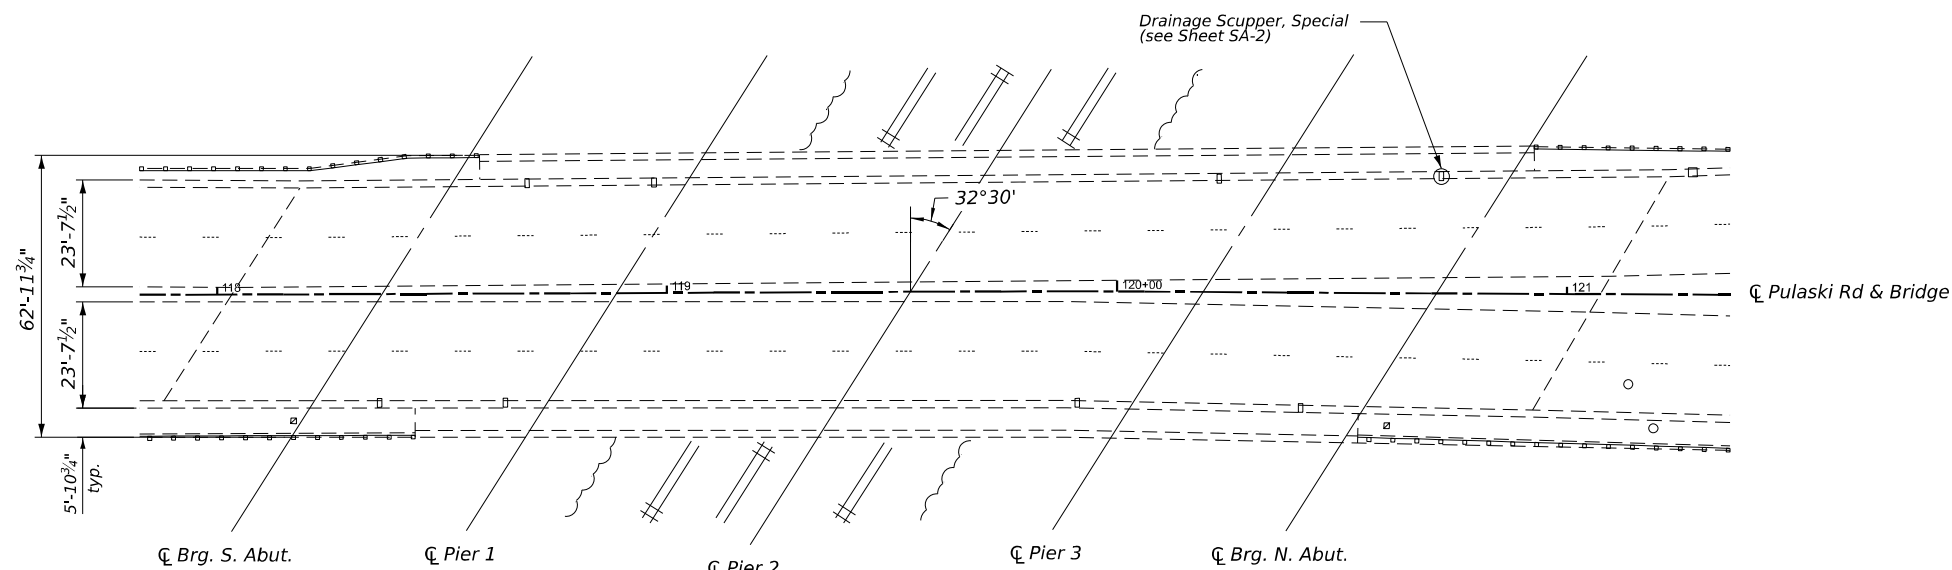 Drainage Scupper, Special
(see Sheet SA-2)
32°30'
23'-7½"
62'-11¾"
118
119
120+00
121
℄ Pulaski Rd & Bridge
23'-7½"
5'-10¾"
typ.
℄ Brg. S. Abut.
℄ Pier 1
℄ Pier 2
℄ Pier 3
℄ Brg. N. Abut.